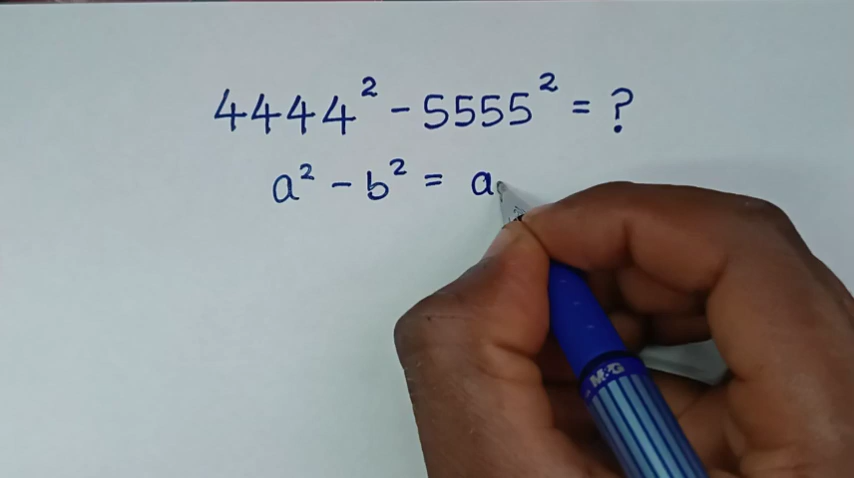 4444² - 5555² = ?
a² - b² = a
M&G